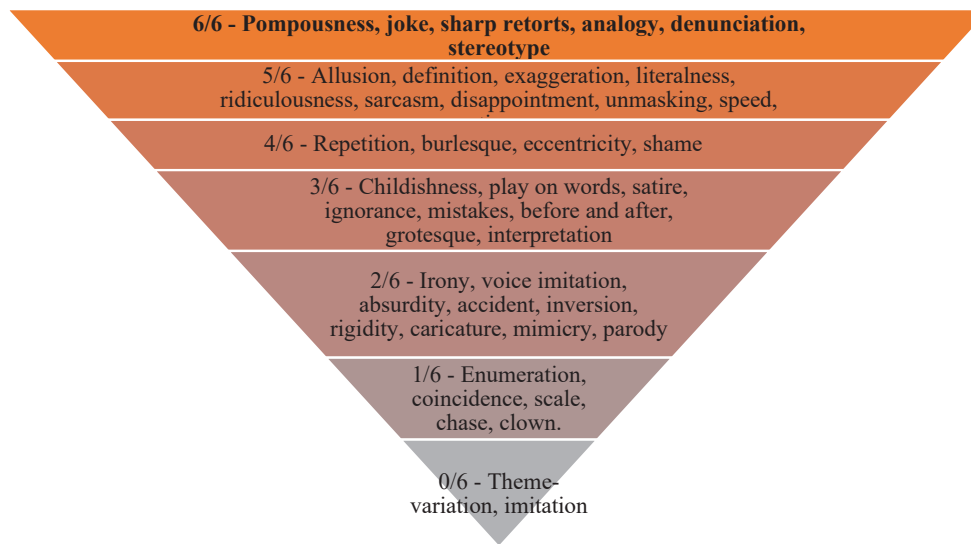 6/6 - Pompousness, joke, sharp retorts, analogy, denunciation,
stereotype
5/6 - Allusion, definition, exaggeration, literalness,
ridiculousness, sarcasm, disappointment, unmasking, speed,
4/6 - Repetition, burlesque, eccentricity, shame
3/6 - Childishness, play on words, satire,
ignorance, mistakes, before and after,
grotesque, interpretation
2/6 - Irony, voice imitation,
absurdity, accident, inversion,
rigidity, caricature, mimicry, parody
1/6 - Enumeration,
coincidence, scale,
chase, clown.
0/6 - Theme-
variation, imitation